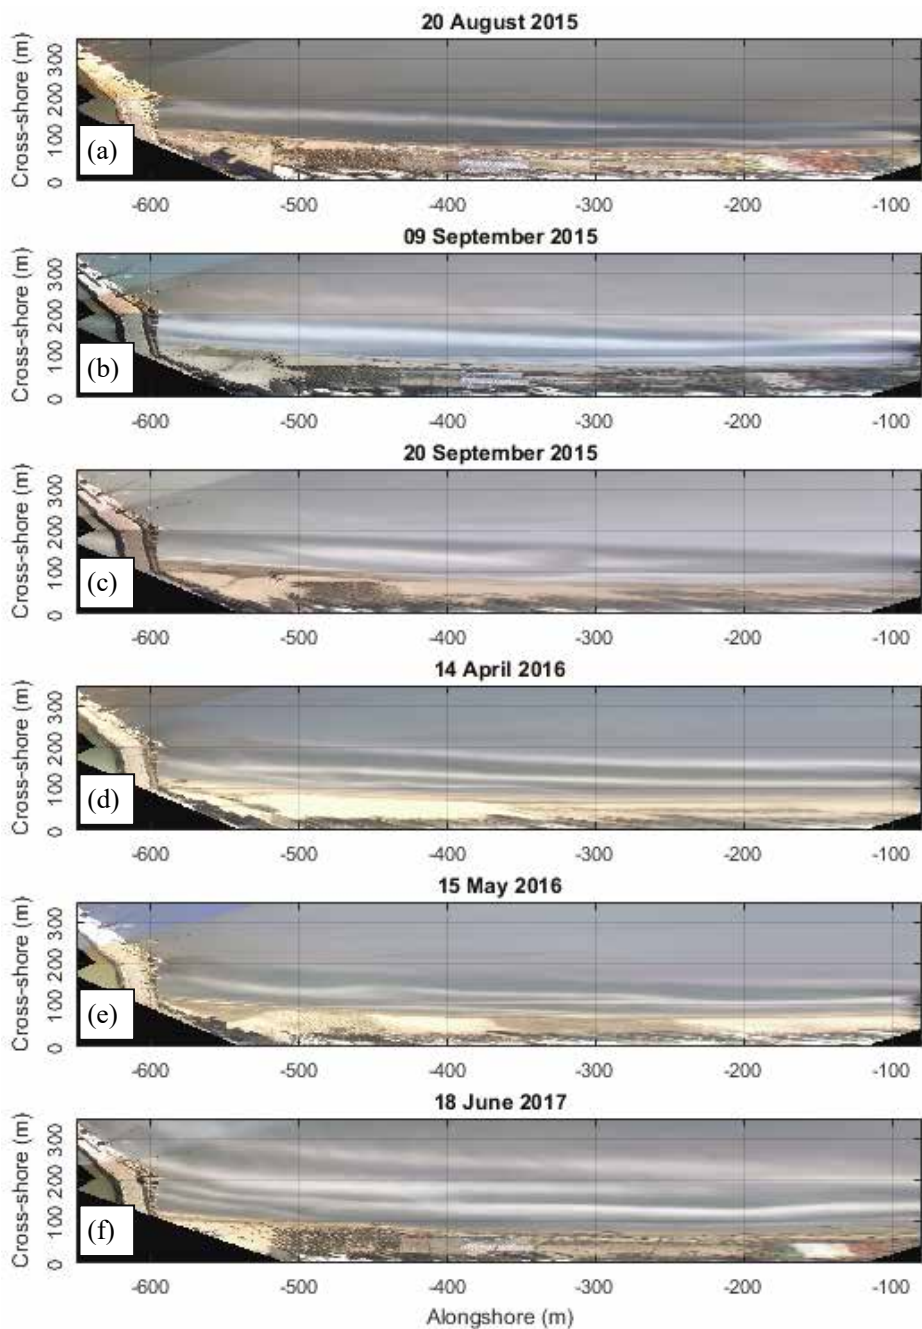 20 August 2015
Cross-shore (m)
300
200
100
0
(a)
-600 -500 -400 -300 -200 -100
09 September 2015
Cross-shore (m)
300
200
100
0
(b)
-600 -500 -400 -300 -200 -100
20 September 2015
Cross-shore (m)
300
200
100
0
(c)
-600 -500 -400 -300 -200 -100
14 April 2016
Cross-shore (m)
300
200
100
0
(d)
-600 -500 -400 -300 -200 -100
15 May 2016
Cross-shore (m)
300
200
100
0
(e)
-600 -500 -400 -300 -200 -100
18 June 2017
Cross-shore (m)
300
200
100
0
(f)
-600 -500 -400 -300 -200 -100
Alongshore (m)